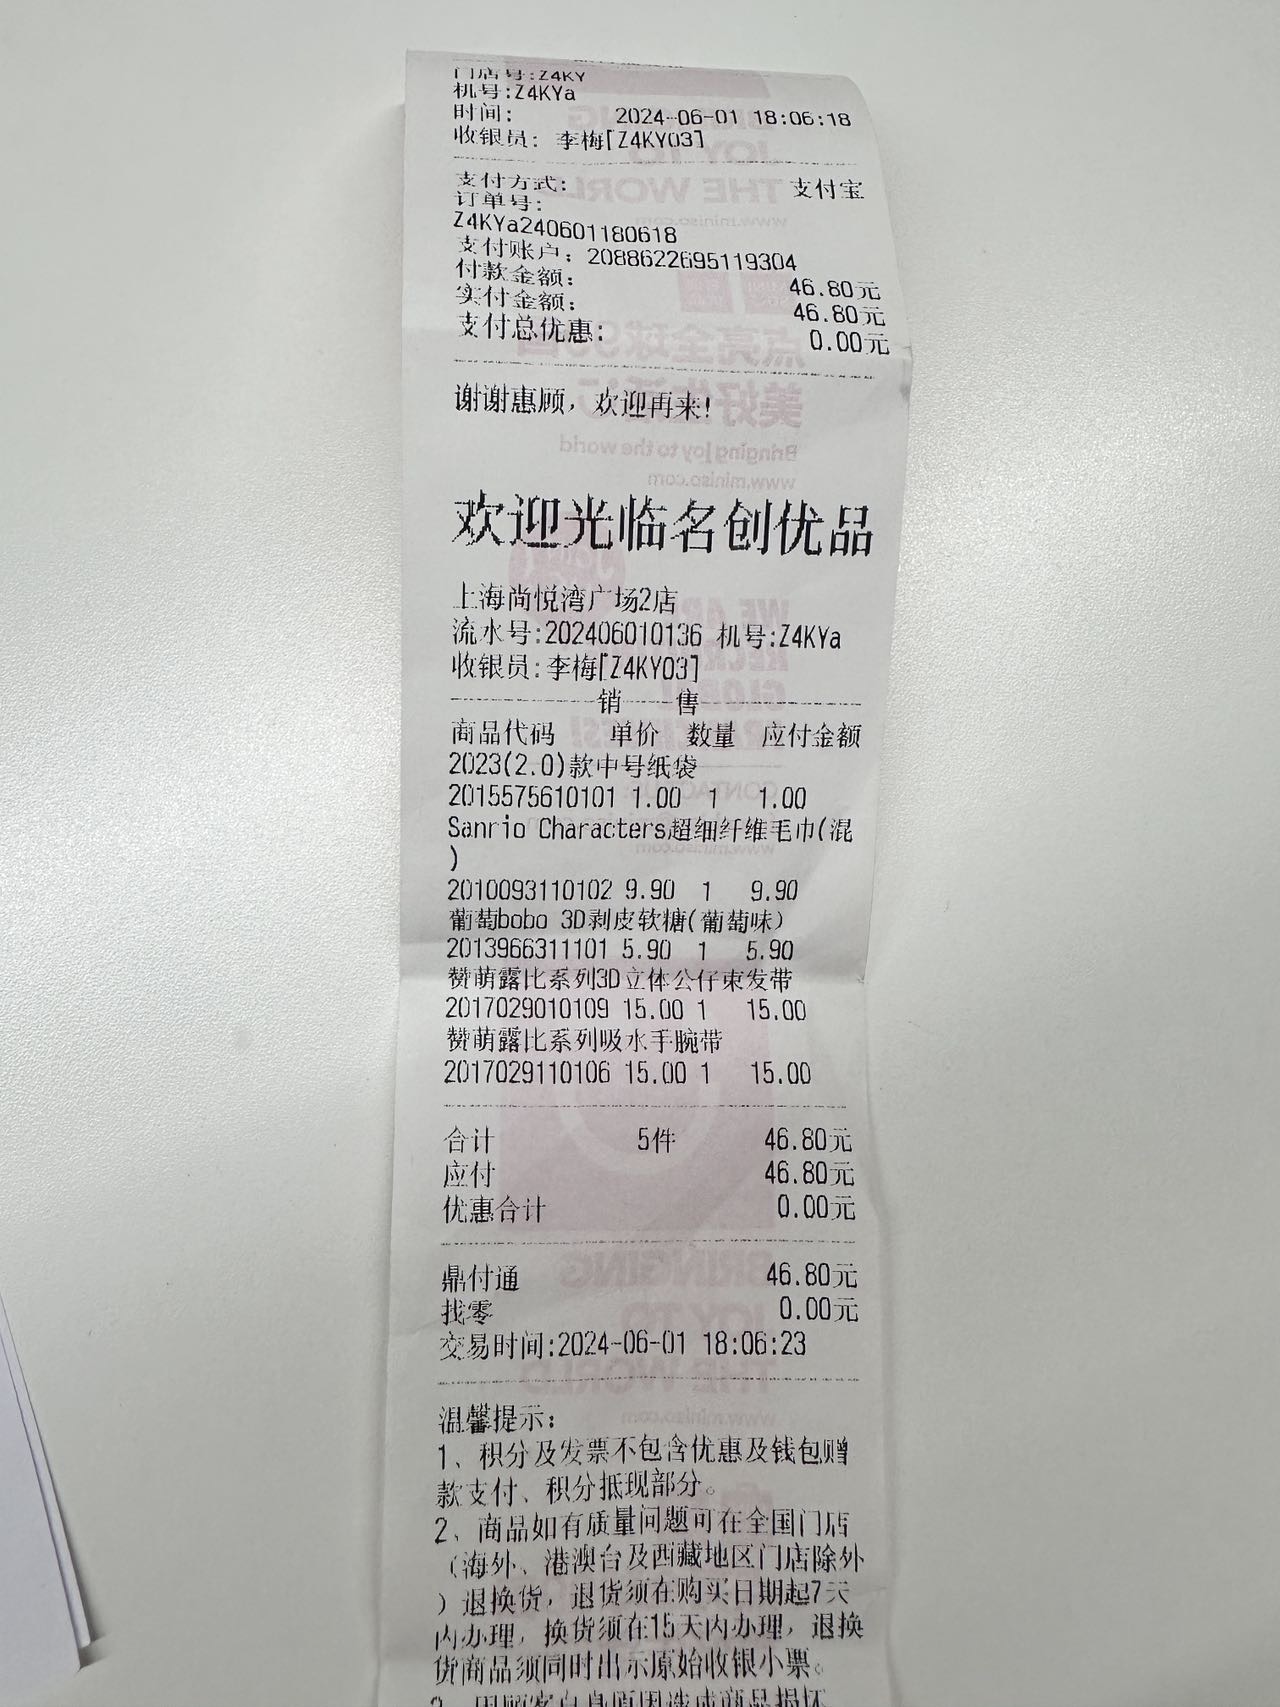 门店号:Z4KY
机号:Z4KYa
时间: 2024-06-01 18:06:18
收银员: 李梅[Z4KY03]
支付方式: 支付宝
订单号:
Z4KYa240601180618
支付账户: 2088622695119304
付款金额: 46.80元
实付金额: 46.80元
支付总优惠: 0.00元
谢谢惠顾，欢迎再来!
欢迎光临名创优品
上海尚悦湾广场2店
流水号:202406010136 机号:Z4KYa
收银员:李梅[Z4KY03]
销 售
商品代码 单价 数量 应付金额
2023(2.0)款中号纸袋
2015575610101 1.00 1 1.00
Sanrio Characters超细纤维毛巾(混
)
2010093110102 9.90 1 9.90
葡萄bobo 3D剥皮软糖(葡萄味)
2013966311101 5.90 1 5.90
赞萌露比系列3D立体公仔束发带
2017029010109 15.00 1 15.00
赞萌露比系列吸水手腕带
2017029110106 15.00 1 15.00
合计 5件 46.80元
应付 46.80元
优惠合计 0.00元
鼎付通 46.80元
找零 0.00元
交易时间:2024-06-01 18:06:23
温馨提示:
1、积分及发票不包含优惠及钱包赠
款支付、积分抵现部分。
2、商品如有质量问题可在全国门店
(海外、港澳台及西藏地区门店除外
)退换货，退货须在购买日期起7天
内办理，换货须在15天内办理，退换
货商品须同时出示原始收银小票。